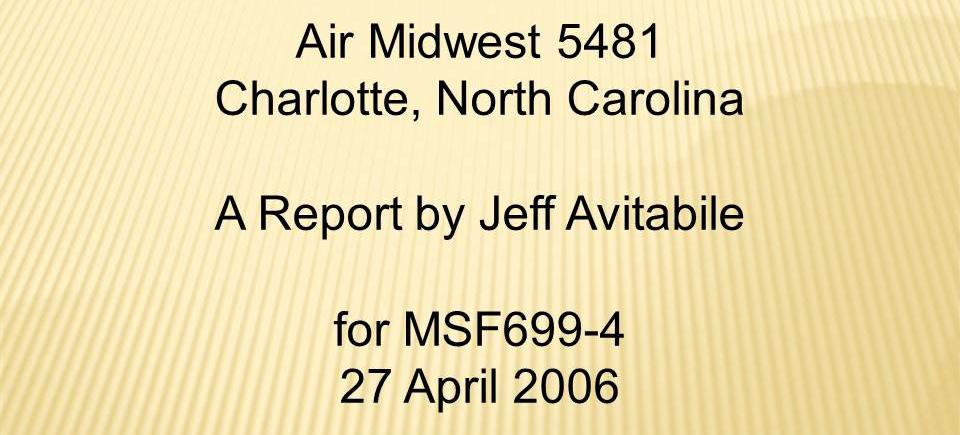 Air Midwest 5481
Charlotte, North Carolina
A Report by Jeff Avitabile
for MSF699-4
27 April 2006